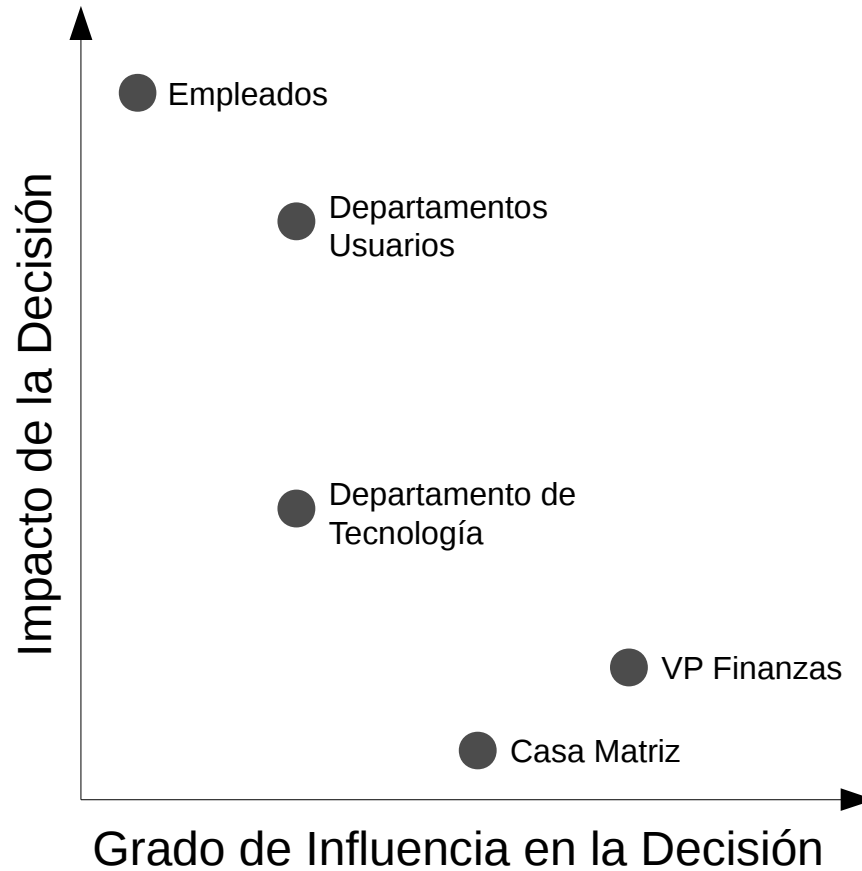 Impacto de la Decisión
Empleados
Departamentos
Usuarios
Departamento de
Tecnología
VP Finanzas
Casa Matriz
Grado de Influencia en la Decisión